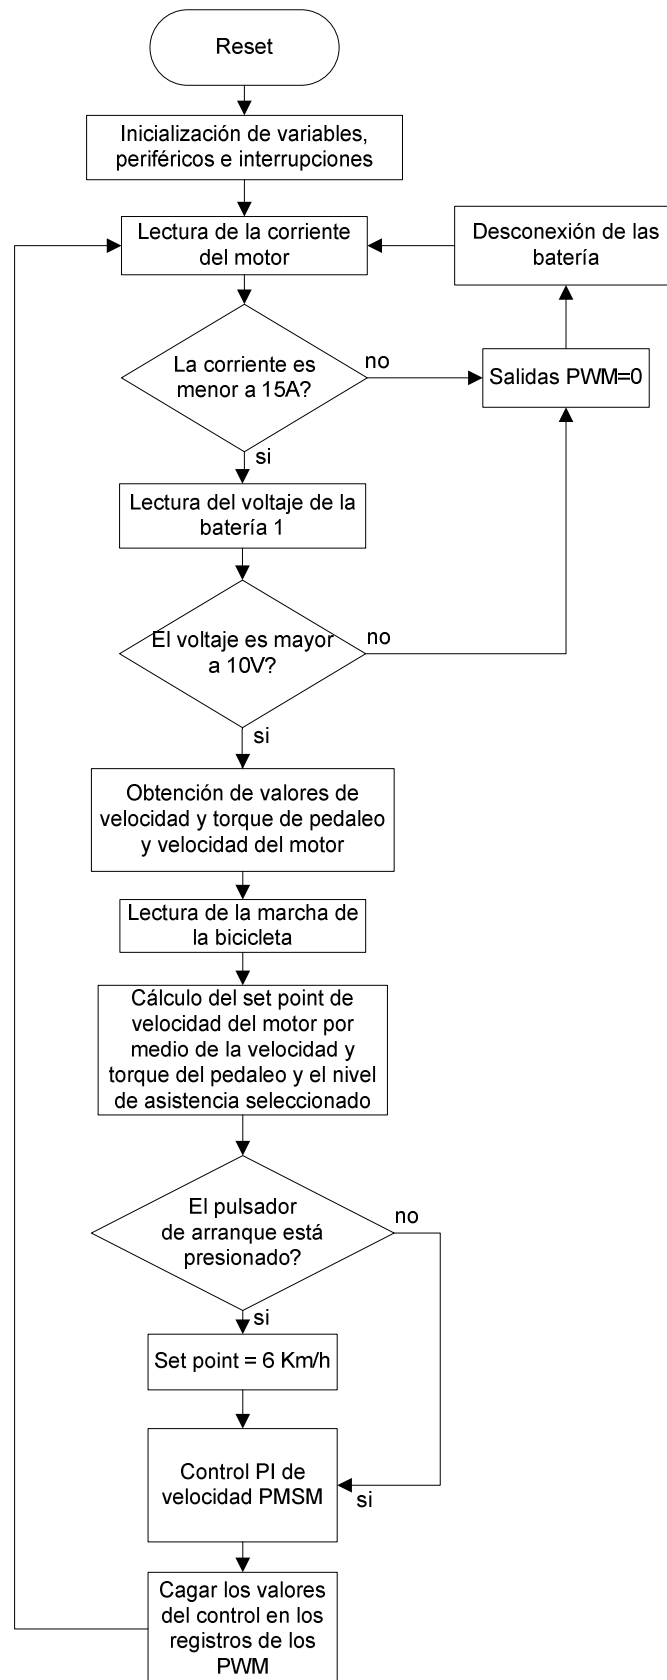 Reset
Inicialización de variables,
periféricos e interrupciones
Lectura de la corriente
del motor
Desconexión de las
batería
La corriente es
menor a 15A?
no
Salidas PWM=0
si
Lectura del voltaje de la
batería 1
El voltaje es mayor
a 10V?
no
si
Obtención de valores de
velocidad y torque de pedaleo
y velocidad del motor
Lectura de la marcha de
la bicicleta
Cálculo del set point de
velocidad del motor por
medio de la velocidad y
torque del pedaleo y el nivel
de asistencia seleccionado
El pulsador
de arranque está
presionado?
no
si
Set point = 6 Km/h
Control PI de
velocidad PMSM
si
Cagar los valores
del control en los
registros de los
PWM